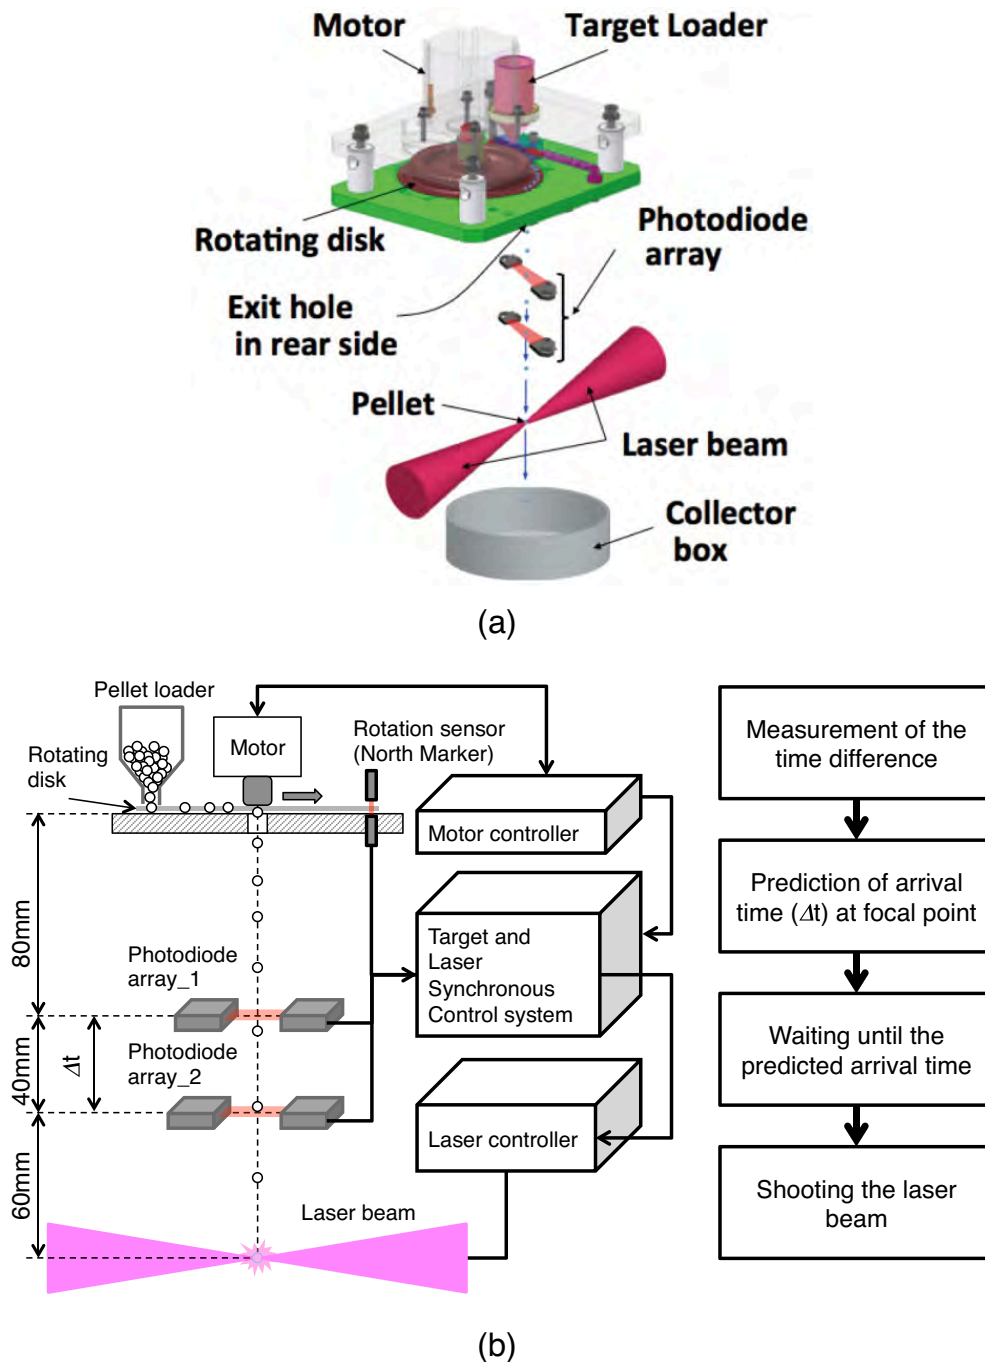 Motor
Target Loader
Rotating disk
Photodiode
array
Exit hole
in rear side
Pellet
Laser beam
Collector
box
(a)
Pellet loader
Rotating
disk
Motor
Rotation sensor
(North Marker)
Motor controller
80mm
Photodiode
array_1
Target and
Laser
Synchronous
Control system
40mm
Δt
Photodiode
array_2
Laser controller
60mm
Laser beam
Measurement of the
time difference
Prediction of arrival
time (Δt) at focal point
Waiting until the
predicted arrival time
Shooting the laser
beam
(b)